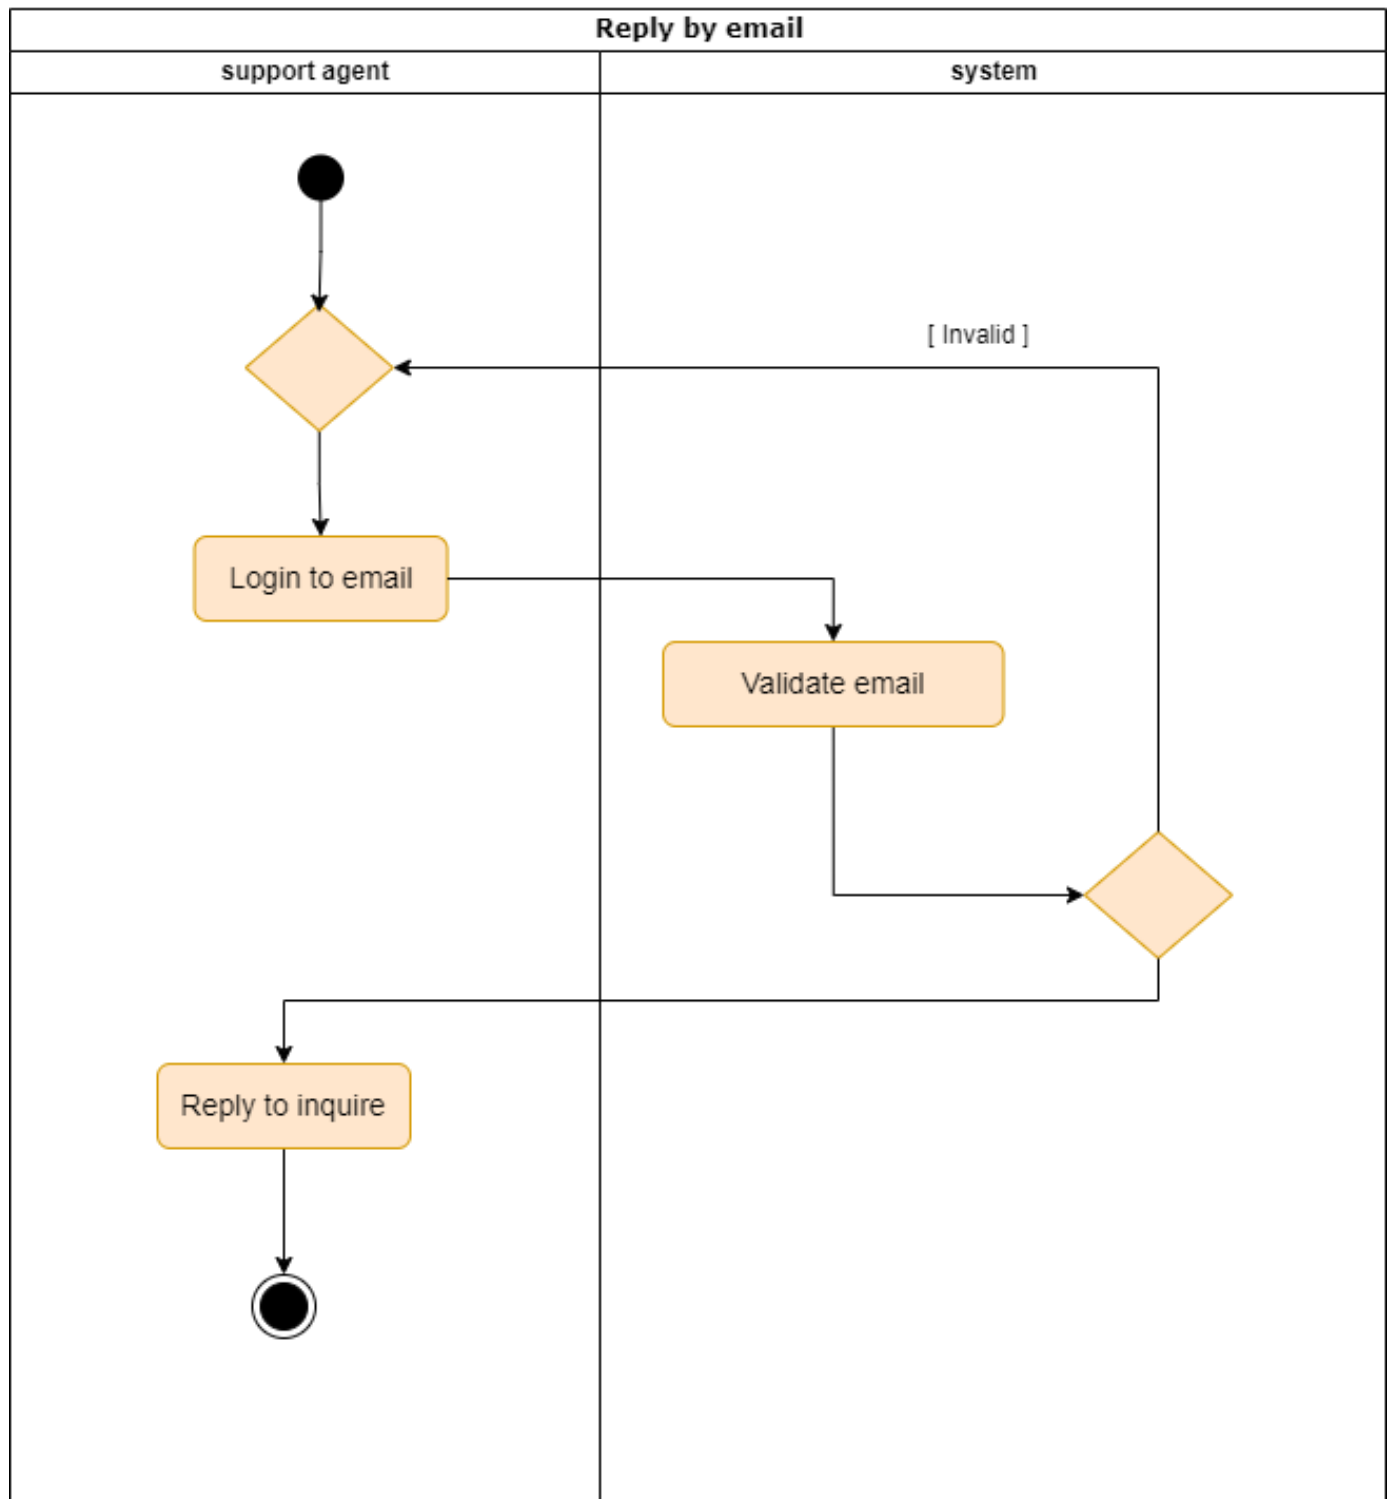 Reply by email
support agent
system
[ Invalid ]
Login to email
Validate email
Reply to inquire